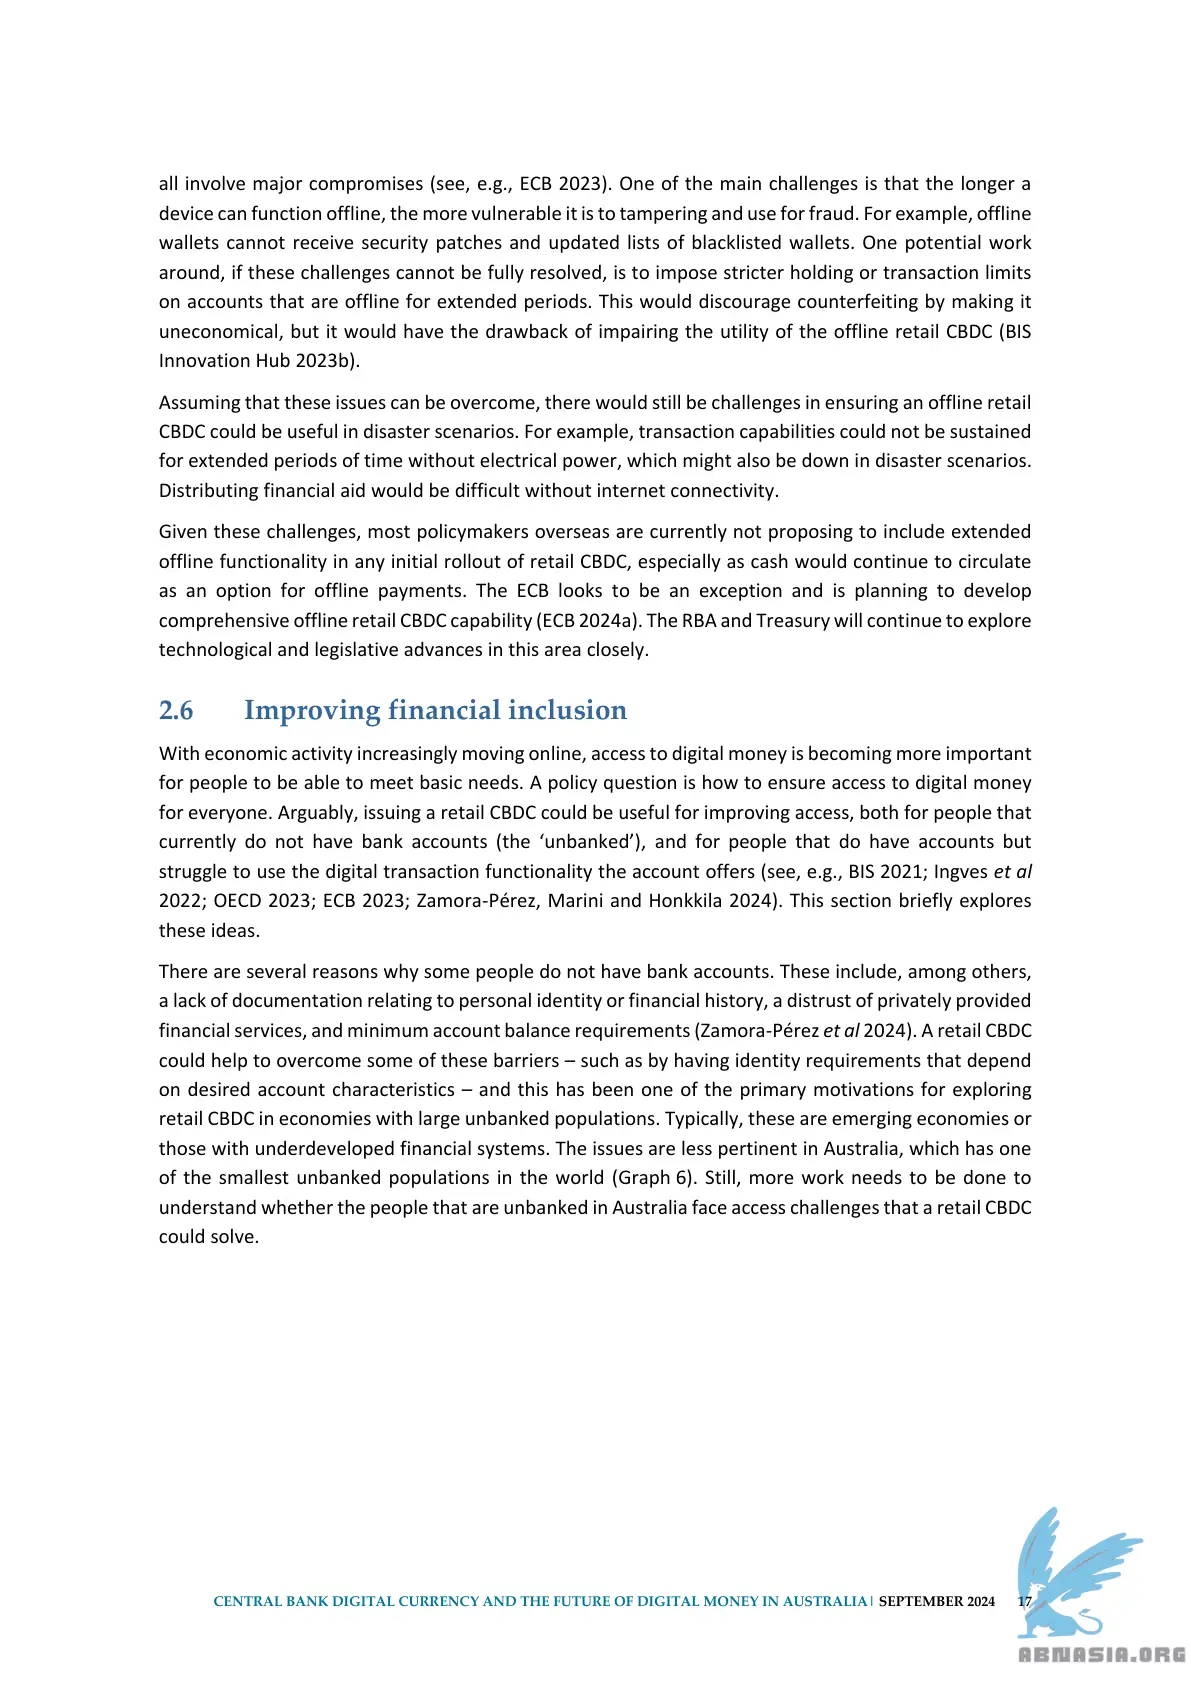 all involve major compromises (see, e.g., ECB 2023). One of the main challenges is that the longer a
device can function offline, the more vulnerable it is to tampering and use for fraud. For example, offline
wallets cannot receive security patches and updated lists of blacklisted wallets. One potential work
around, if these challenges cannot be fully resolved, is to impose stricter holding or transaction limits
on accounts that are offline for extended periods. This would discourage counterfeiting by making it
uneconomical, but it would have the drawback of impairing the utility of the offline retail CBDC (BIS
Innovation Hub 2023b).
Assuming that these issues can be overcome, there would still be challenges in ensuring an offline retail
CBDC could be useful in disaster scenarios. For example, transaction capabilities could not be sustained
for extended periods of time without electrical power, which might also be down in disaster scenarios.
Distributing financial aid would be difficult without internet connectivity.
Given these challenges, most policymakers overseas are currently not proposing to include extended
offline functionality in any initial rollout of retail CBDC, especially as cash would continue to circulate
as an option for offline payments. The ECB looks to be an exception and is planning to develop
comprehensive offline retail CBDC capability (ECB 2024a). The RBA and Treasury will continue to explore
technological and legislative advances in this area closely.
2.6 Improving financial inclusion
With economic activity increasingly moving online, access to digital money is becoming more important
for people to be able to meet basic needs. A policy question is how to ensure access to digital money
for everyone. Arguably, issuing a retail CBDC could be useful for improving access, both for people that
currently do not have bank accounts (the ‘unbanked’), and for people that do have accounts but
struggle to use the digital transaction functionality the account offers (see, e.g., BIS 2021; Ingves et al
2022; OECD 2023; ECB 2023; Zamora-Pérez, Marini and Honkkila 2024). This section briefly explores
these ideas.
There are several reasons why some people do not have bank accounts. These include, among others,
a lack of documentation relating to personal identity or financial history, a distrust of privately provided
financial services, and minimum account balance requirements (Zamora-Pérez et al 2024). A retail CBDC
could help to overcome some of these barriers – such as by having identity requirements that depend
on desired account characteristics – and this has been one of the primary motivations for exploring
retail CBDC in economies with large unbanked populations. Typically, these are emerging economies or
those with underdeveloped financial systems. The issues are less pertinent in Australia, which has one
of the smallest unbanked populations in the world (Graph 6). Still, more work needs to be done to
understand whether the people that are unbanked in Australia face access challenges that a retail CBDC
could solve.
CENTRAL BANK DIGITAL CURRENCY AND THE FUTURE OF DIGITAL MONEY IN AUSTRALIA| SEPTEMBER 2024 17
ABNASIA.ORG